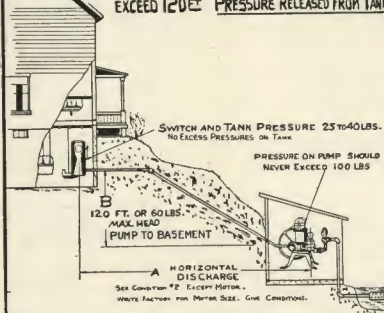 EXCEED 120FT PRESSURE RELEASED FROM TANK
SWITCH AND TANK PRESSURE 25 TO 40 LBS.
NO EXCESS PRESSURES ON TANK
PRESSURE ON PUMP SHOULD
NEVER EXCEED 100 LBS
B
120 FT. OR 60 LBS.
MAX. HEAD
PUMP TO BASEMENT
A HORIZONTAL
DISCHARGE
SEE CONDITION #2 EXCEPT MOTOR.
WRITE FACTORY FOR MOTOR SIZE. GIVE CONDITIONS.